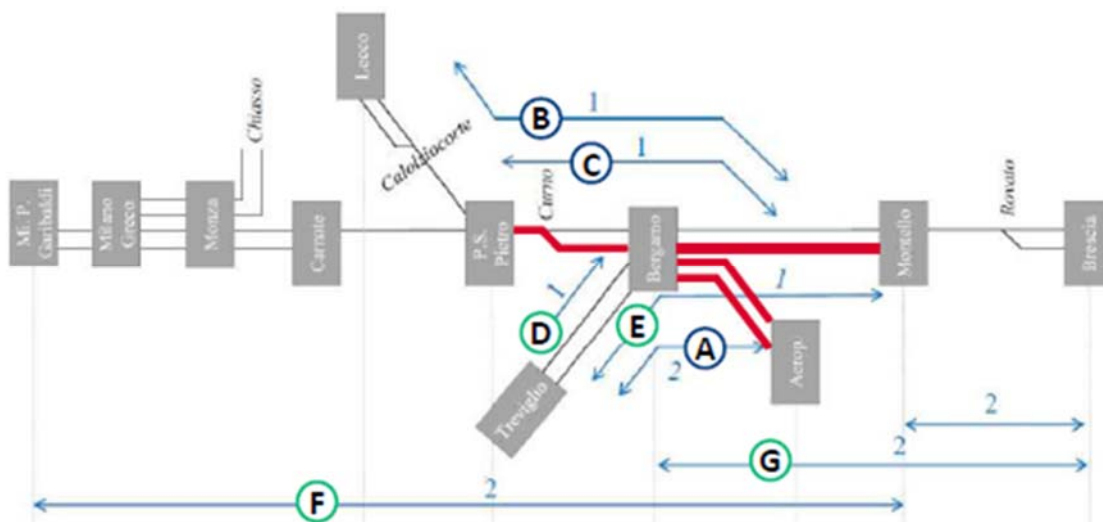 Lecco
B
1
Chiasso
Calolziocorte
C
1
Mi. P.
Garibaldi
Milano
Greco
Monza
Carnate
P.S.
Pietro
Curno
Bergamo
Montello
Rovato
Brescia
1
D
E
1
A
2
Aerop.
Treviglio
2
G
2
F
2